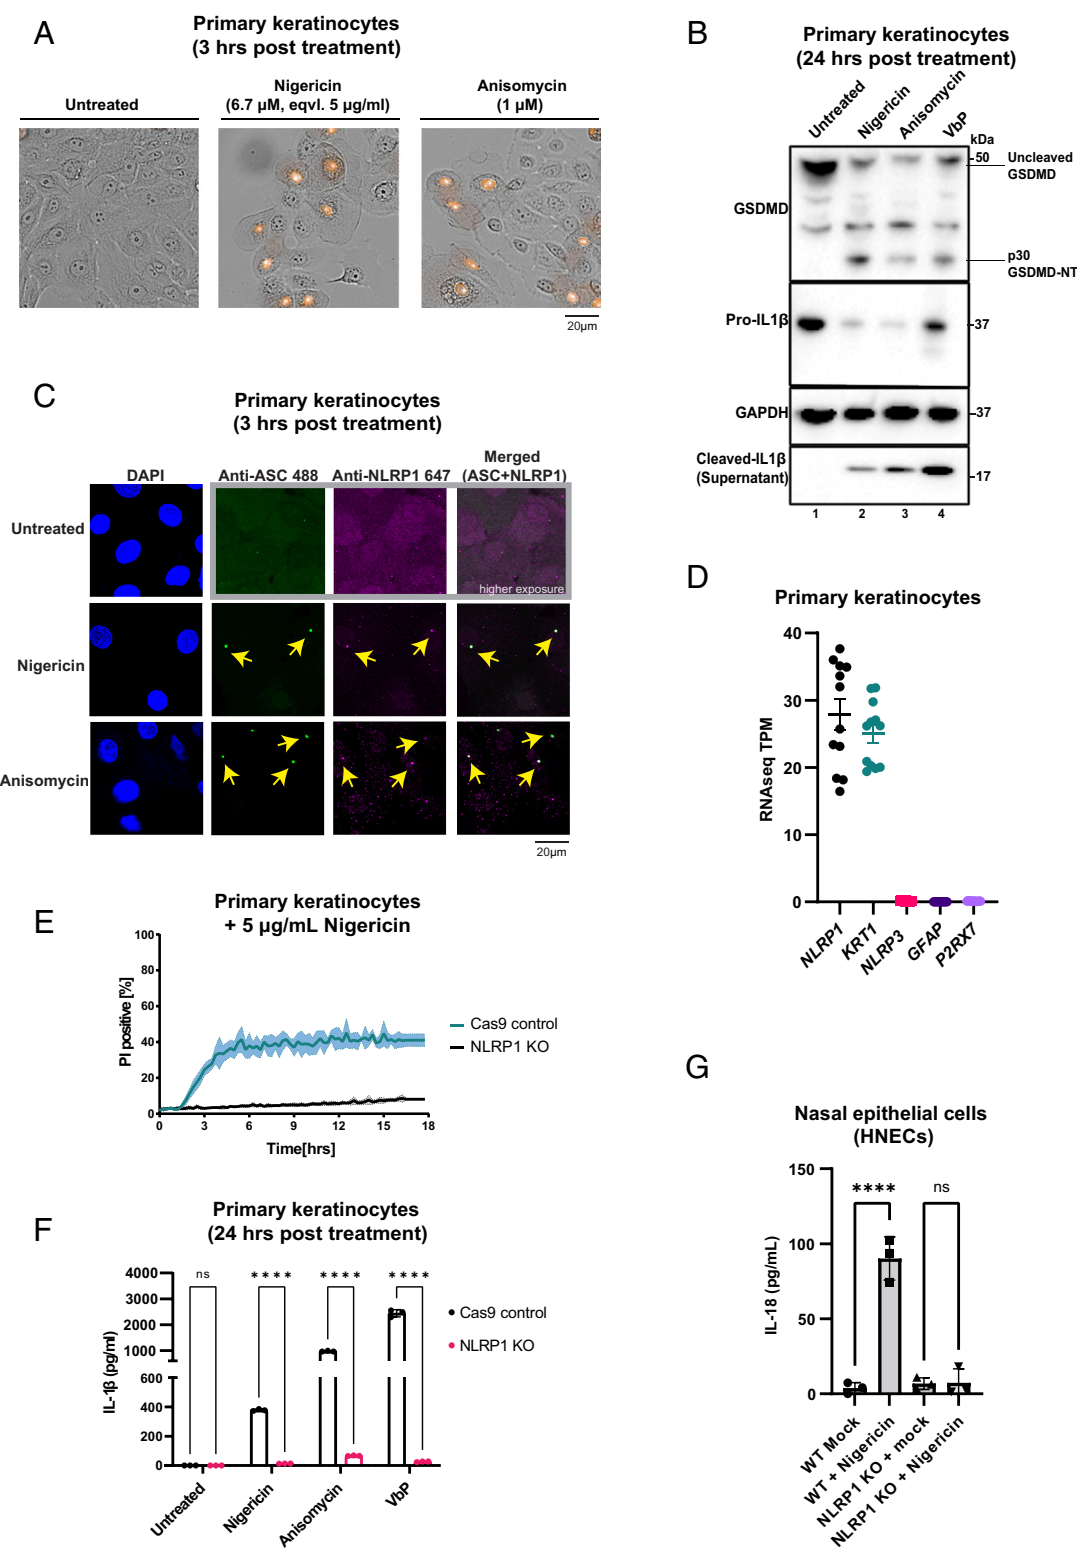 A
Primary keratinocytes
(3 hrs post treatment)
Untreated
Nigericin
(6.7 µM, eqvl. 5 µg/ml)
Anisomycin
(1 µM)
20µm
B
Primary keratinocytes
(24 hrs post treatment)
Untreated
Nigericin
Anisomycin
VbP
kDa
GSDMD
50
Uncleaved
GSDMD
p30
GSDMD-NT
Pro-IL1β
37
GAPDH
37
Cleaved-IL1β
(Supernatant)
17
1 2 3 4
C
Primary keratinocytes
(3 hrs post treatment)
DAPI
Anti-ASC 488
Anti-NLRP1 647
Merged
(ASC+NLRP1)
Untreated
higher exposure
Nigericin
Anisomycin
20µm
D
Primary keratinocytes
RNAseq TPM
40
30
20
10
0
NLRP1
KRT1
NLRP3
GFAP
P2RX7
E
Primary keratinocytes
+ 5 µg/mL Nigericin
PI positive [%]
100
80
60
40
20
0
0 3 6 9 12 15 18
Time[hrs]
Cas9 control
NLRP1 KO
F
Primary keratinocytes
(24 hrs post treatment)
IL-1β (pg/ml)
4000
3000
2000
1000
600
400
200
0
ns
****
****
****
Untreated
Nigericin
Anisomycin
VbP
Cas9 control
NLRP1 KO
G
Nasal epithelial cells
(HNECs)
IL-18 (pg/mL)
150
100
50
0
****
ns
WT Mock
WT + Nigericin
NLRP1 KO + mock
NLRP1 KO + Nigericin